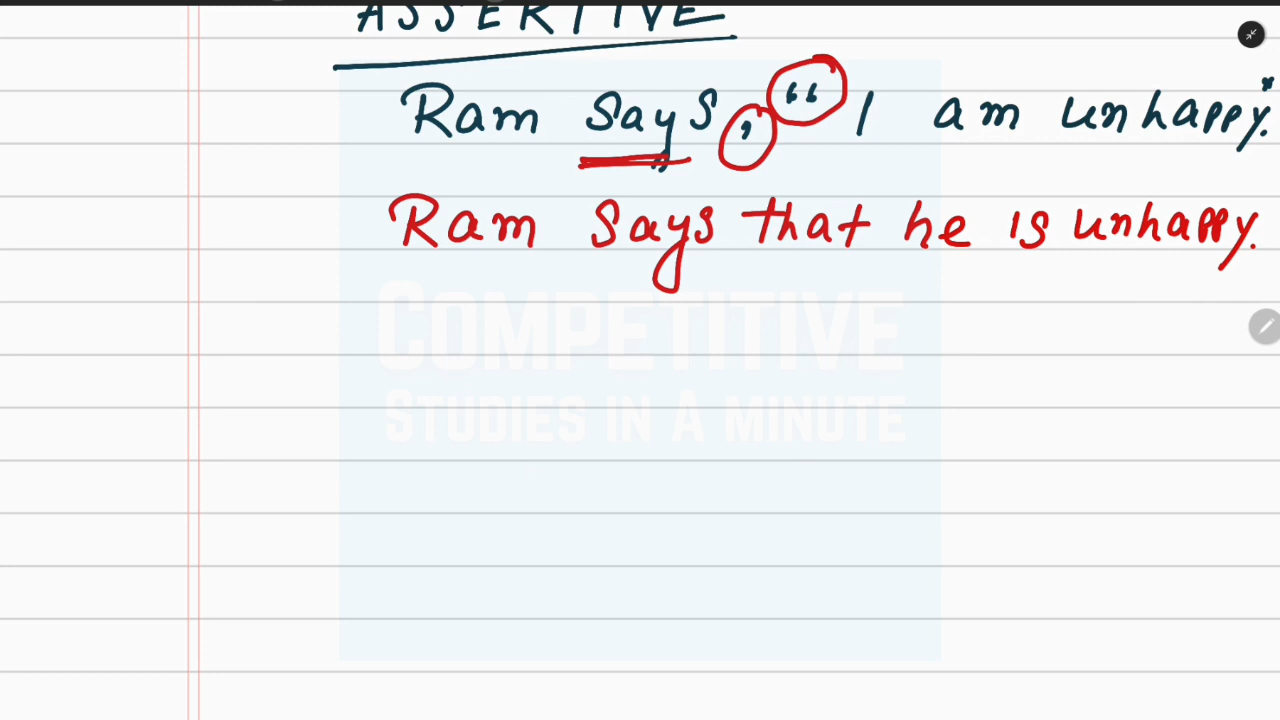 ASSERTIVE
Ram says, “I am unhappy.”
Ram says that he is unhappy.
COMPETITIVE
STUDIES IN A MINUTE